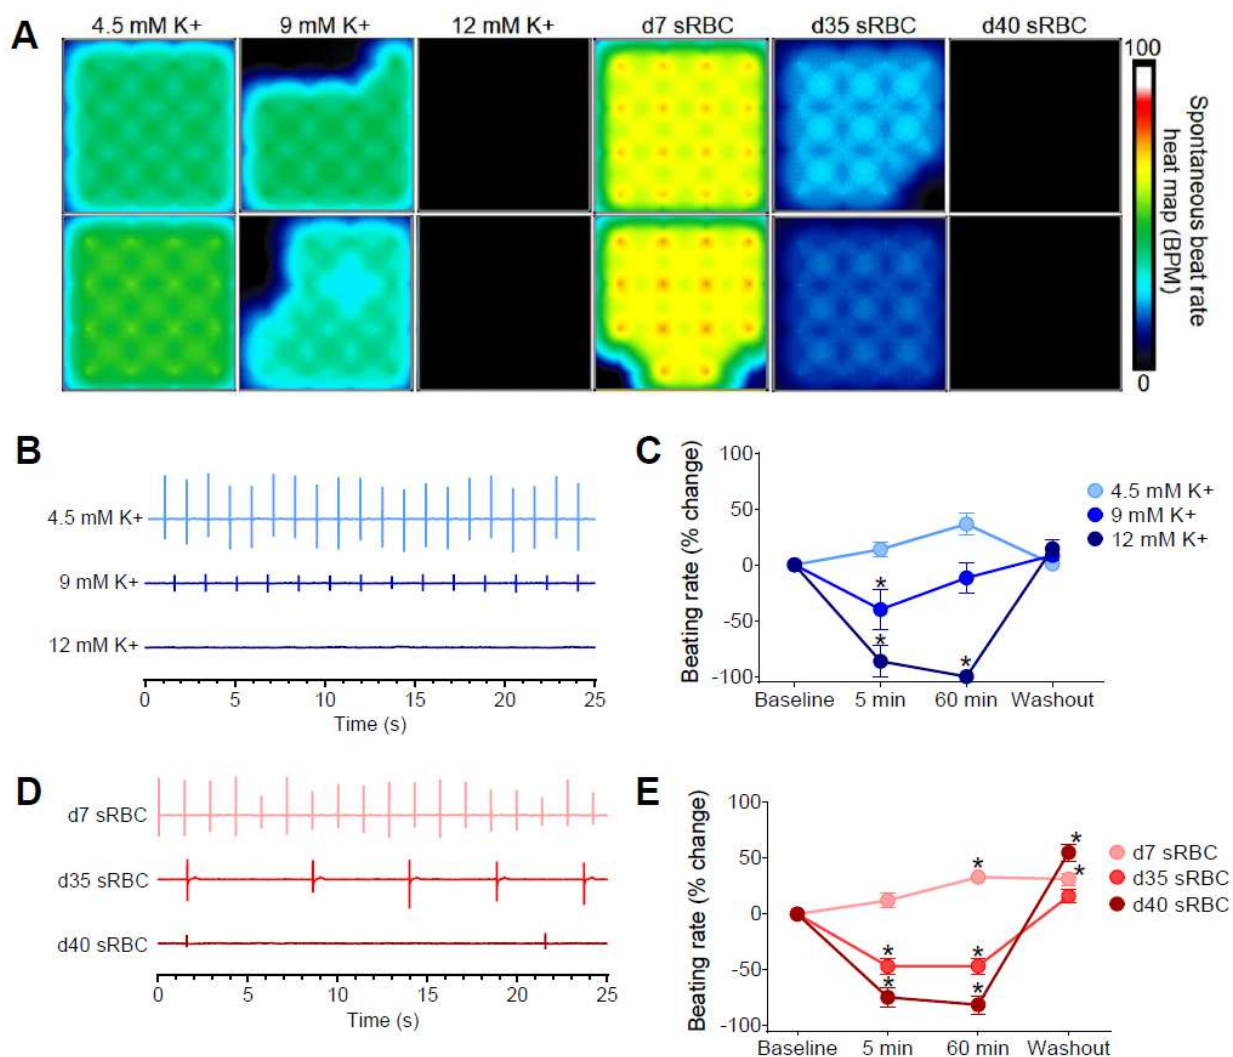 A
4.5 mM K+
9 mM K+
12 mM K+
d7 sRBC
d35 sRBC
d40 sRBC
100
0
Spontaneous beat rate
heat map (BPM)
B
4.5 mM K+
9 mM K+
12 mM K+
0
5
10
15
20
25
Time (s)
C
Beating rate (% change)
100
50
0
-50
-100
*
*
*
Baseline
5 min
60 min
Washout
4.5 mM K+
9 mM K+
12 mM K+
D
d7 sRBC
d35 sRBC
d40 sRBC
0
5
10
15
20
25
Time (s)
E
Beating rate (% change)
100
50
0
-50
-100
*
*
*
*
*
*
*
Baseline
5 min
60 min
Washout
d7 sRBC
d35 sRBC
d40 sRBC